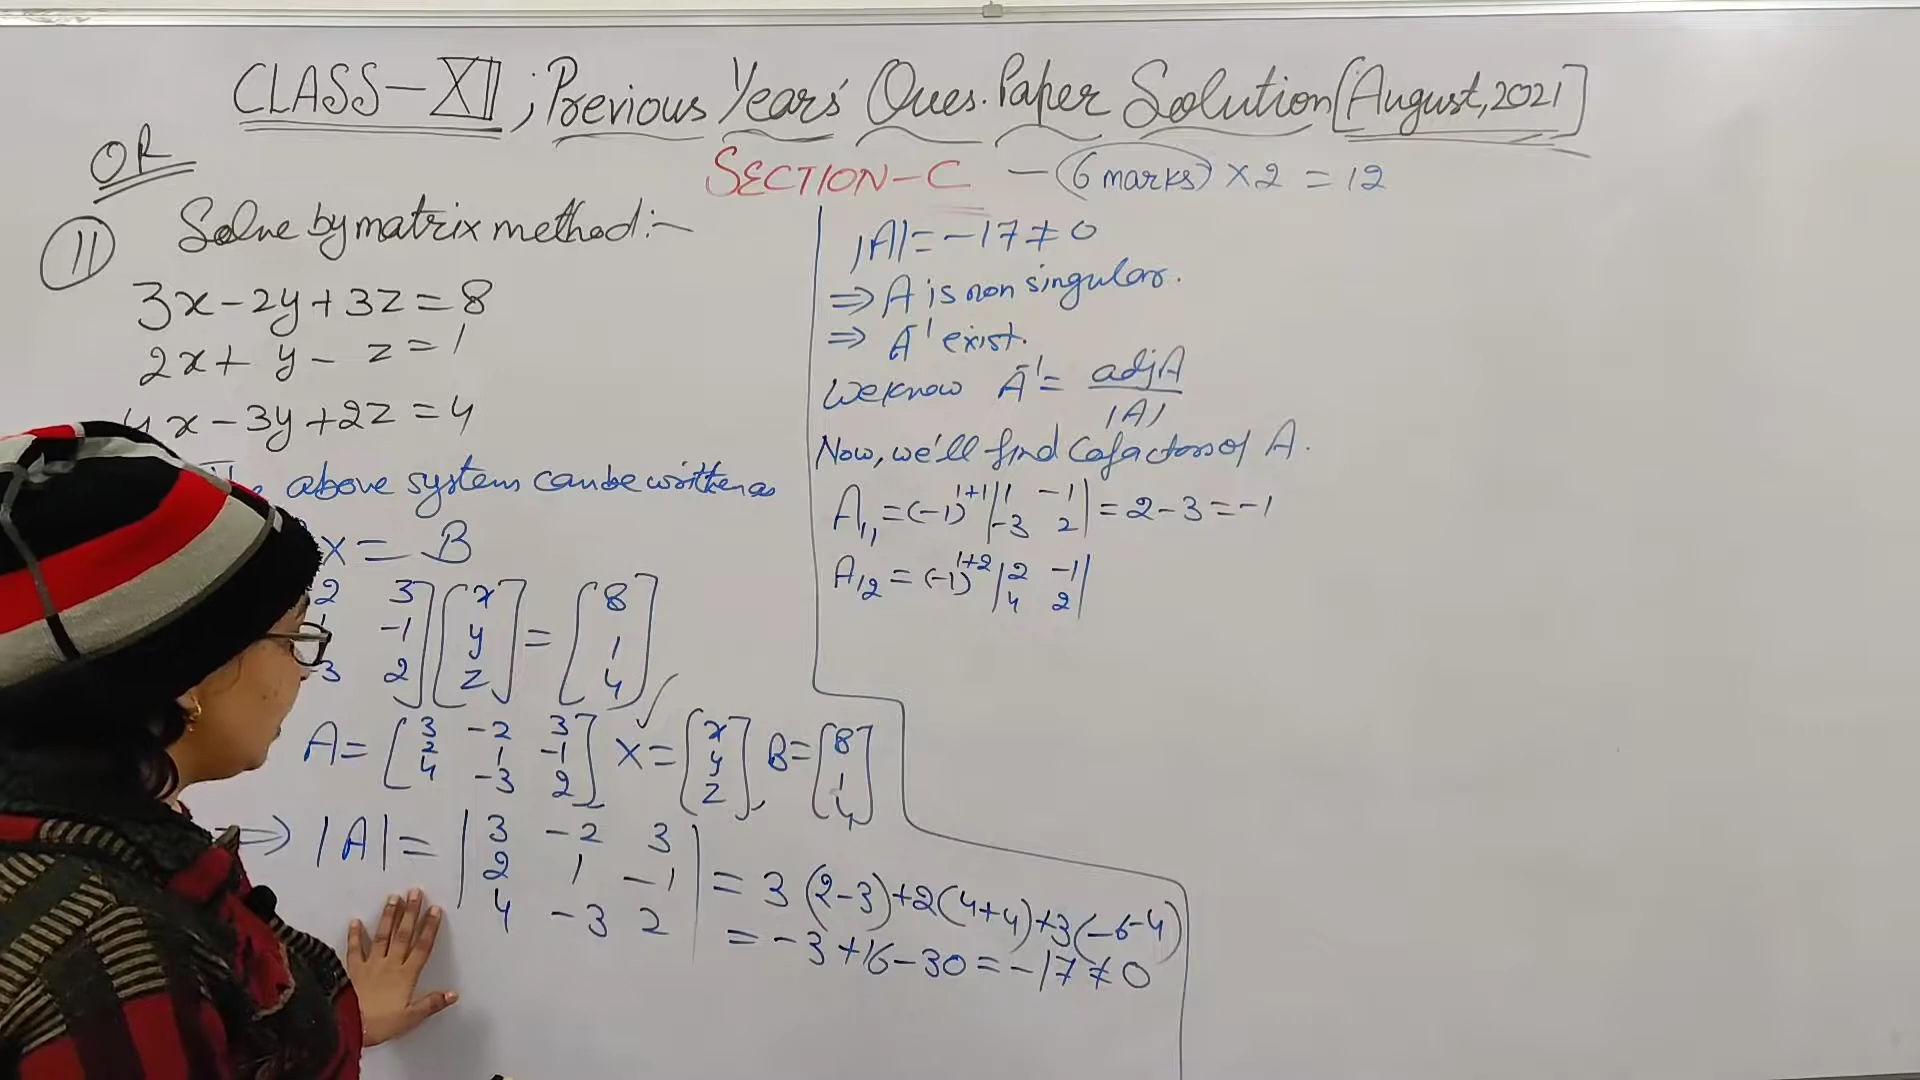 CLASS-XII; Previous Years' Ques. Paper Solution [August, 2021]
OR
SECTION-C - (6 marks) × 2 = 12
11 Solve by matrix method:-
3x-2y+3z=8
2x+ y- z=1
4x-3y+2z=4
above system can be written as
X = B
2 3] [x y z] = [8 1 4]
-1
3 2
A= [3 -2 3
2 1 -1
4 -3 2] X= [x y z], B= [8 1 4]
⇒ |A| = |3 -2 3
2 1 -1
4 -3 2| = 3(2-3)+2(4+4)+3(-6-4)
= -3+16-30=-17≠0
|A|=-17≠0
⇒ A is non singular.
⇒ A⁻¹ exist.
We know A⁻¹= adjA
|A|
Now, we'll find Cofactors of A.
A₁₁=(-1)¹⁺¹ |1 -1
-3 2| =2-3=-1
A₁₂=(-1)¹⁺² |2 -1
4 2|